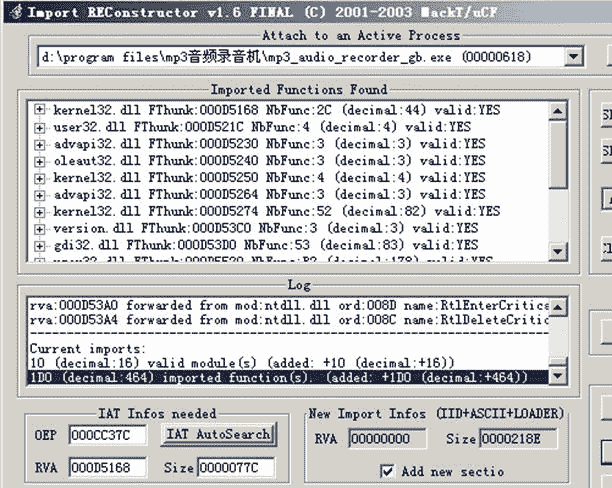 Import REConstructor v1.6 FINAL (C) 2001-2003 MackT/uCF
Attach to an Active Process
d:\program files\mp3音频录音机\mp3_audio_recorder_gb.exe (00000618)
Imported Functions Found
kernel32.dll FThunk:000D5168 NbFunc:2C (decimal:44) valid:YES
user32.dll FThunk:000D521C NbFunc:4 (decimal:4) valid:YES
advapi32.dll FThunk:000D5230 NbFunc:3 (decimal:3) valid:YES
oleaut32.dll FThunk:000D5240 NbFunc:3 (decimal:3) valid:YES
kernel32.dll FThunk:000D5250 NbFunc:4 (decimal:4) valid:YES
advapi32.dll FThunk:000D5264 NbFunc:3 (decimal:3) valid:YES
kernel32.dll FThunk:000D5274 NbFunc:52 (decimal:82) valid:YES
version.dll FThunk:000D53C0 NbFunc:3 (decimal:3) valid:YES
gdi32.dll FThunk:000D53D0 NbFunc:53 (decimal:83) valid:YES
Log
rva:000D53A0 forwarded from mod:ntdll.dll ord:008D name:RtlEnterCritice
rva:000D53A4 forwarded from mod:ntdll.dll ord:008C name:RtlDeleteCritic
Current imports:
10 (decimal:16) valid module(s) (added: +10 (decimal:+16))
1D0 (decimal:464) imported function(s). (added: +1D0 (decimal:+464))
IAT Infos needed
New Import Infos (IID+ASCII+LOADER)
OEP 000CC37C IAT AutoSearch
RVA 00000000 Size 0000218E
RVA 000D5168 Size 0000077C
Add new sectio